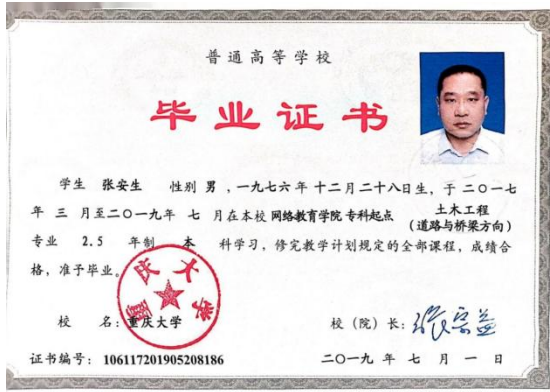 普通高等学校
毕业证书
学生 张安生 性别 男 ,一九七六年十二月二十八日生,于二〇一七
年 三 月至二〇一九年 七 月在本校 网络教育学院 专科起点 土木工程
(道路与桥梁方向)
专业 2.5 年制 本 科学习,修完教学计划规定的全部课程,成绩合
格,准予毕业。
重庆大学
校 名:重庆大学
校(院)长:
证书编号: 106117201905208186
二〇一九 年 七 月 一 日